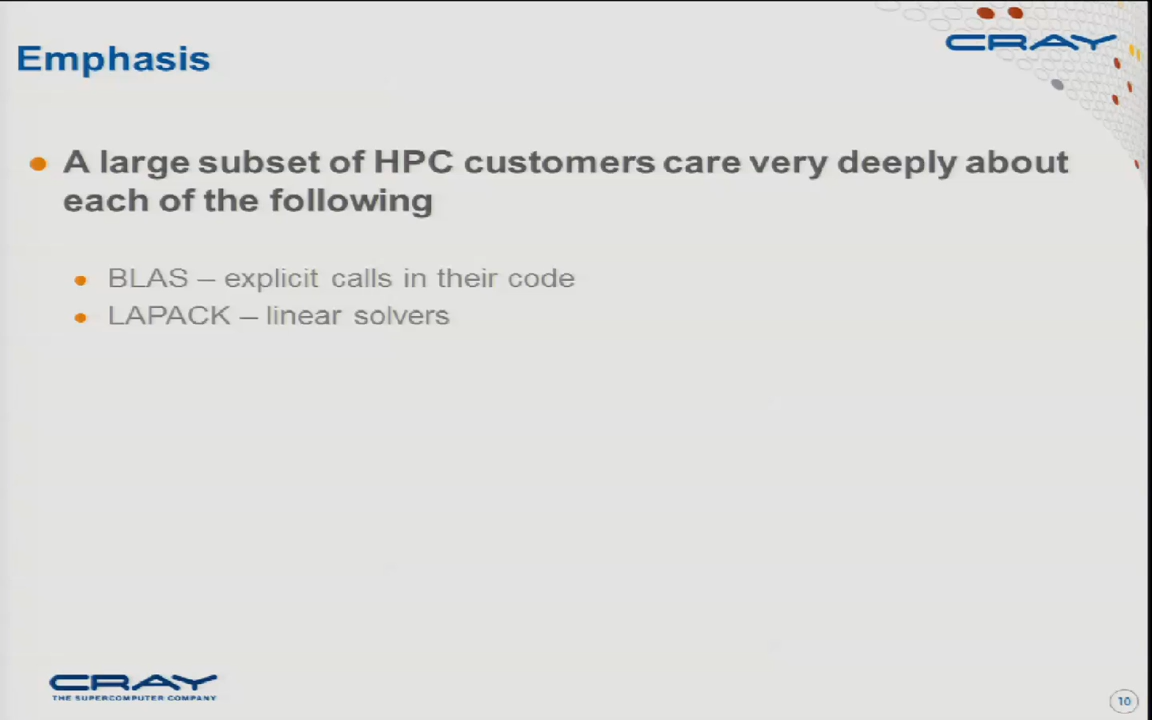 Emphasis
CRAY
• A large subset of HPC customers care very deeply about
each of the following
• BLAS – explicit calls in their code
• LAPACK – linear solvers
CRAY
THE SUPERCOMPUTER COMPANY
10